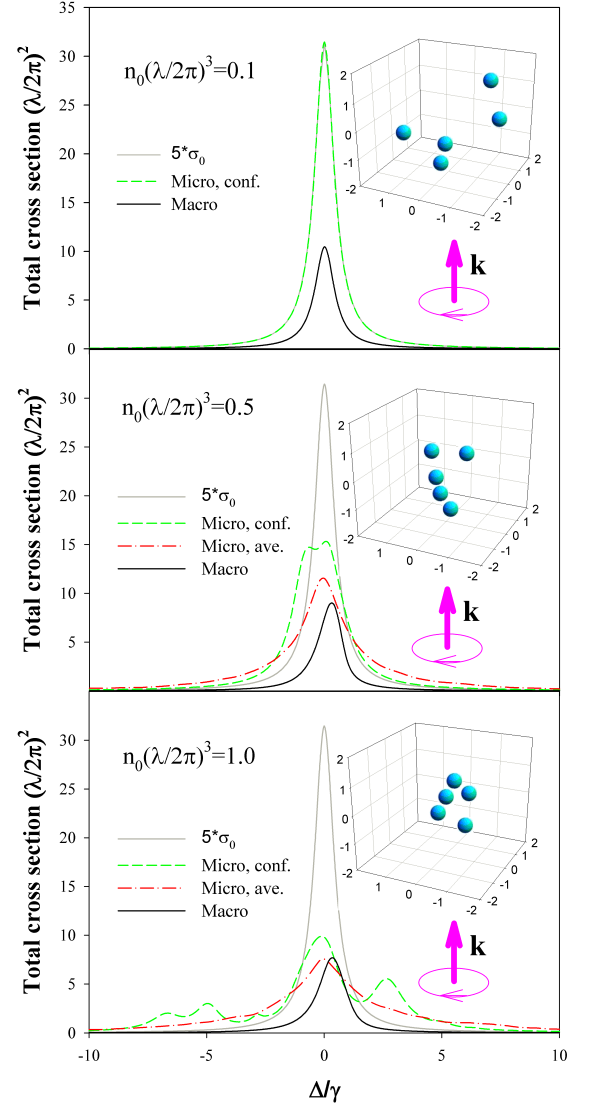 35
30
25
20
15
10
5
0
Total cross section (λ/2π)²
n₀(λ/2π)³=0.1
5*σ₀
Micro, conf.
Macro
2
1
0
-1
-2
1
0
-1
-2
-2
-1
0
1
2
k
30
25
20
15
10
5
Total cross section (λ/2π)²
n₀(λ/2π)³=0.5
5*σ₀
Micro, conf.
Micro, ave.
Macro
2
1
0
-1
-2
1
0
-1
-2
-2
-1
0
1
2
k
30
25
20
15
10
5
0
Total cross section (λ/2π)²
n₀(λ/2π)³=1.0
5*σ₀
Micro, conf.
Micro, ave.
Macro
2
1
0
-1
-2
1
0
-1
-2
-2
-1
0
1
2
k
-10 -5 0 5 10
Δ/γ